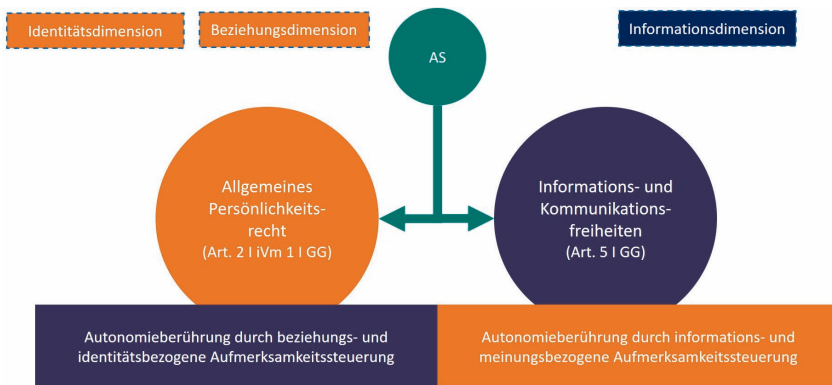 Identitätsdimension
Beziehungsdimension
Informationsdimension
AS
Allgemeines
Persönlichkeits-
recht
(Art. 2 I iVm 1 I GG)
Informations- und
Kommunikations-
freiheiten
(Art. 5 I GG)
Autonomieberührung durch beziehungs- und
identitätsbezogene Aufmerksamkeitssteuerung
Autonomieberührung durch informations- und
meinungsbezogene Aufmerksamkeitssteuerung